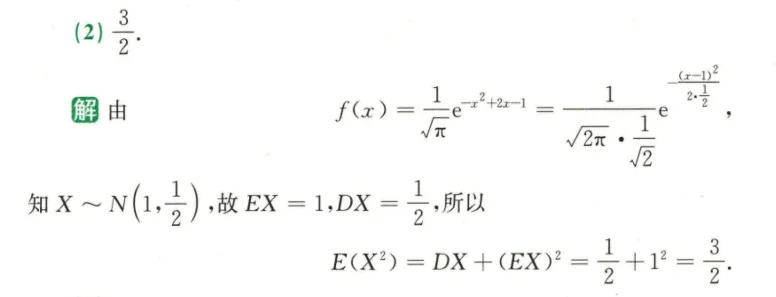 (2) 3/2.
解 由 f(x) = 1/√π e^{-x²+2x-1} = 1/(√2π · 1/√2) e^{-(x-1)²/(2·1/2)},
知 X ~ N(1, 1/2), 故 EX = 1, DX = 1/2, 所以
E(X²) = DX + (EX)² = 1/2 + 1² = 3/2.